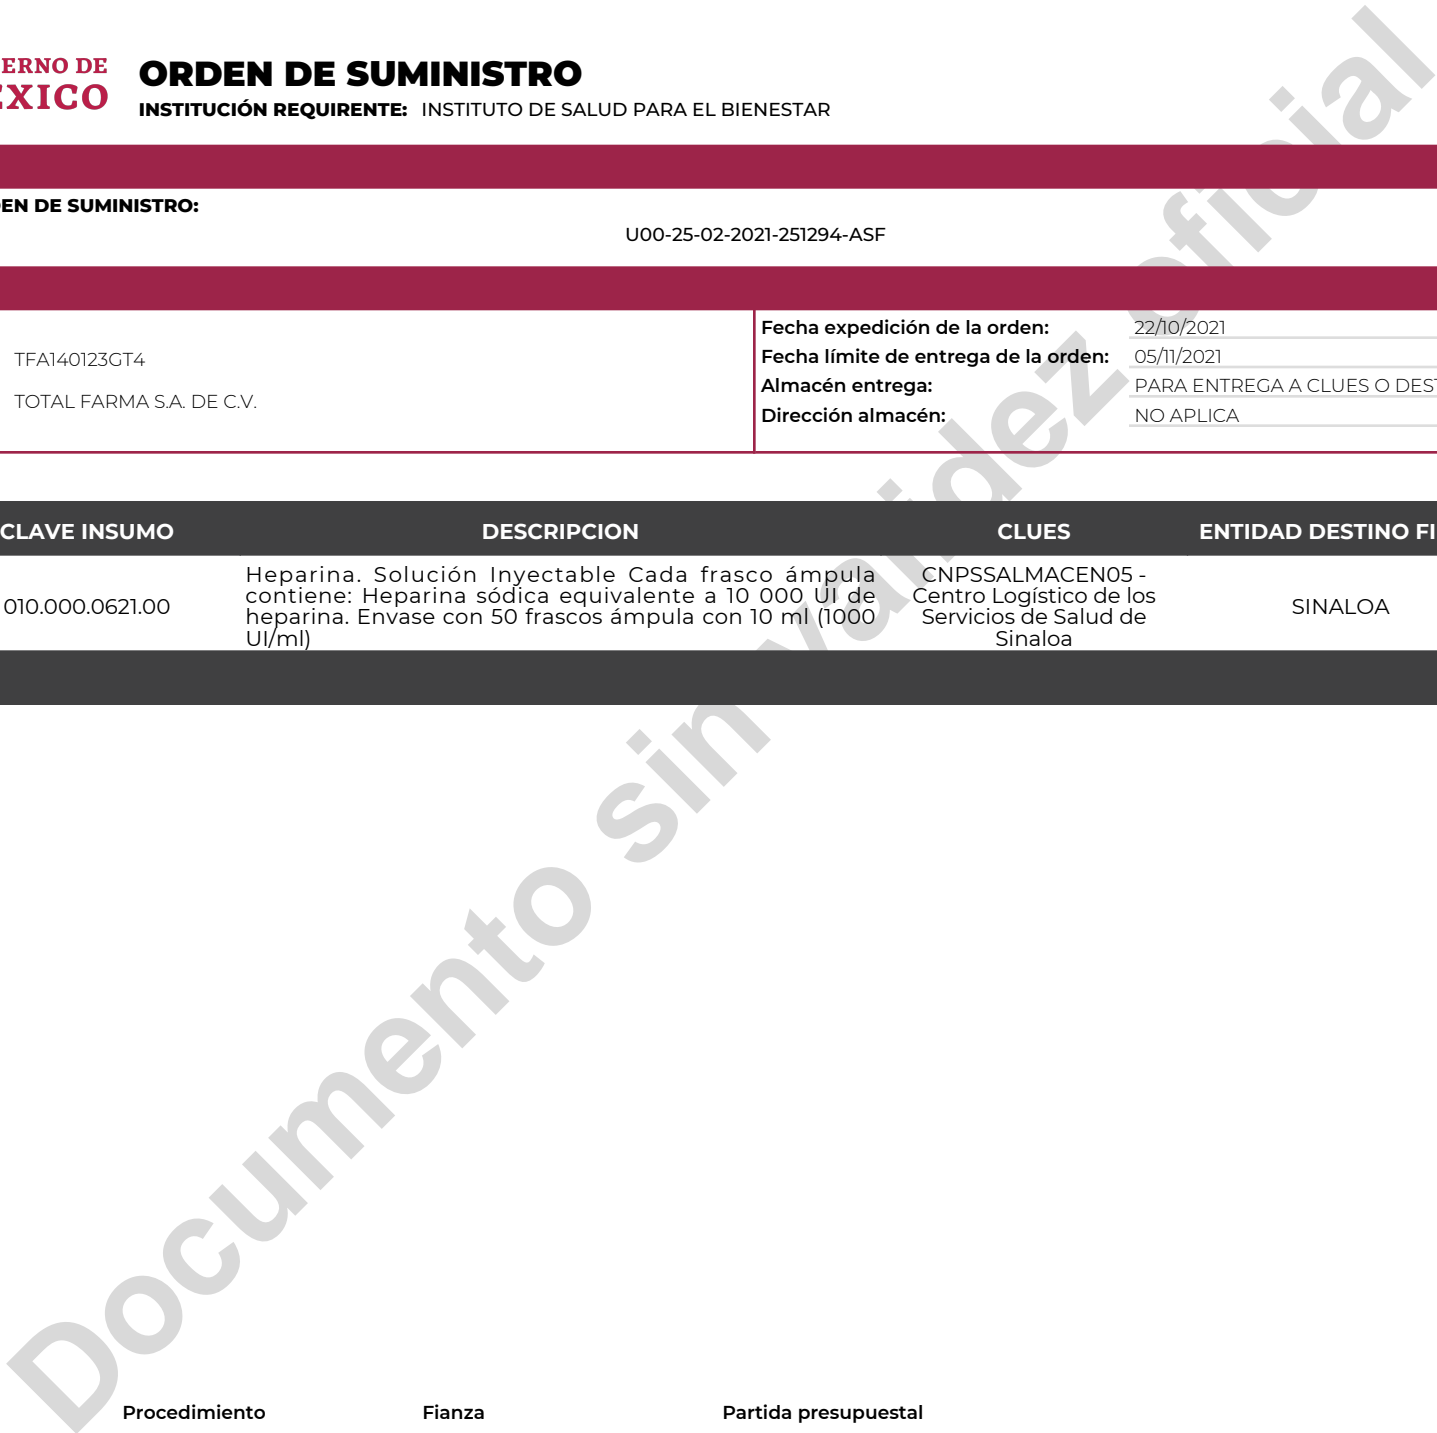 ERNO DE
ÉXICO
ORDEN DE SUMINISTRO
INSTITUCIÓN REQUIRENTE: INSTITUTO DE SALUD PARA EL BIENESTAR
EN DE SUMINISTRO:
U00-25-02-2021-251294-ASF
TFA140123GT4
TOTAL FARMA S.A. DE C.V.
Fecha expedición de la orden: 22/10/2021
Fecha límite de entrega de la orden: 05/11/2021
Almacén entrega: PARA ENTREGA A CLUES O DEST
Dirección almacén: NO APLICA
CLAVE INSUMO DESCRIPCION CLUES ENTIDAD DESTINO FI
010.000.0621.00
Heparina. Solución Inyectable Cada frasco ámpula
contiene: Heparina sódica equivalente a 10 000 UI de
heparina. Envase con 50 frascos ámpula con 10 ml (1000
UI/ml)
CNPSSALMACEN05 -
Centro Logístico de los
Servicios de Salud de
Sinaloa
SINALOA
Documento sin validez oficial
Procedimiento Fianza Partida presupuestal